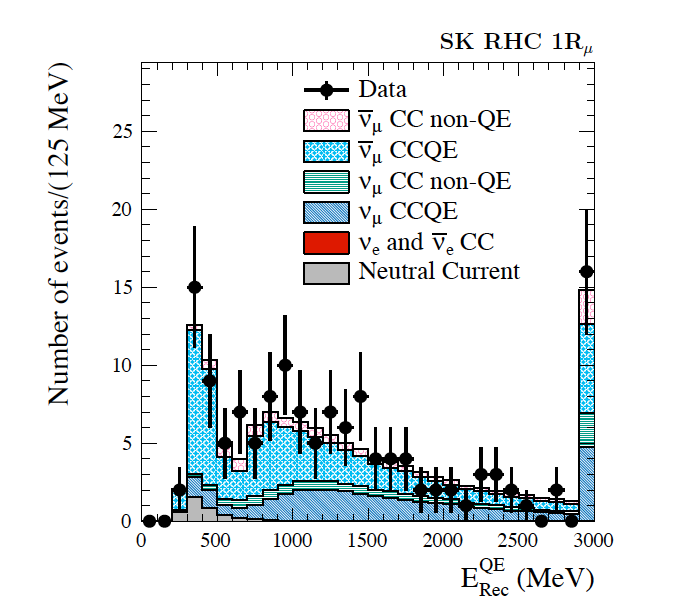 SK RHC 1Rμ
Number of events/(125 MeV)
25
20
15
10
5
0
Data
ν̅μ CC non-QE
ν̅μ CCQE
νμ CC non-QE
νμ CCQE
νe and ν̅e CC
Neutral Current
0 500 1000 1500 2000 2500 3000
E^QE_Rec (MeV)